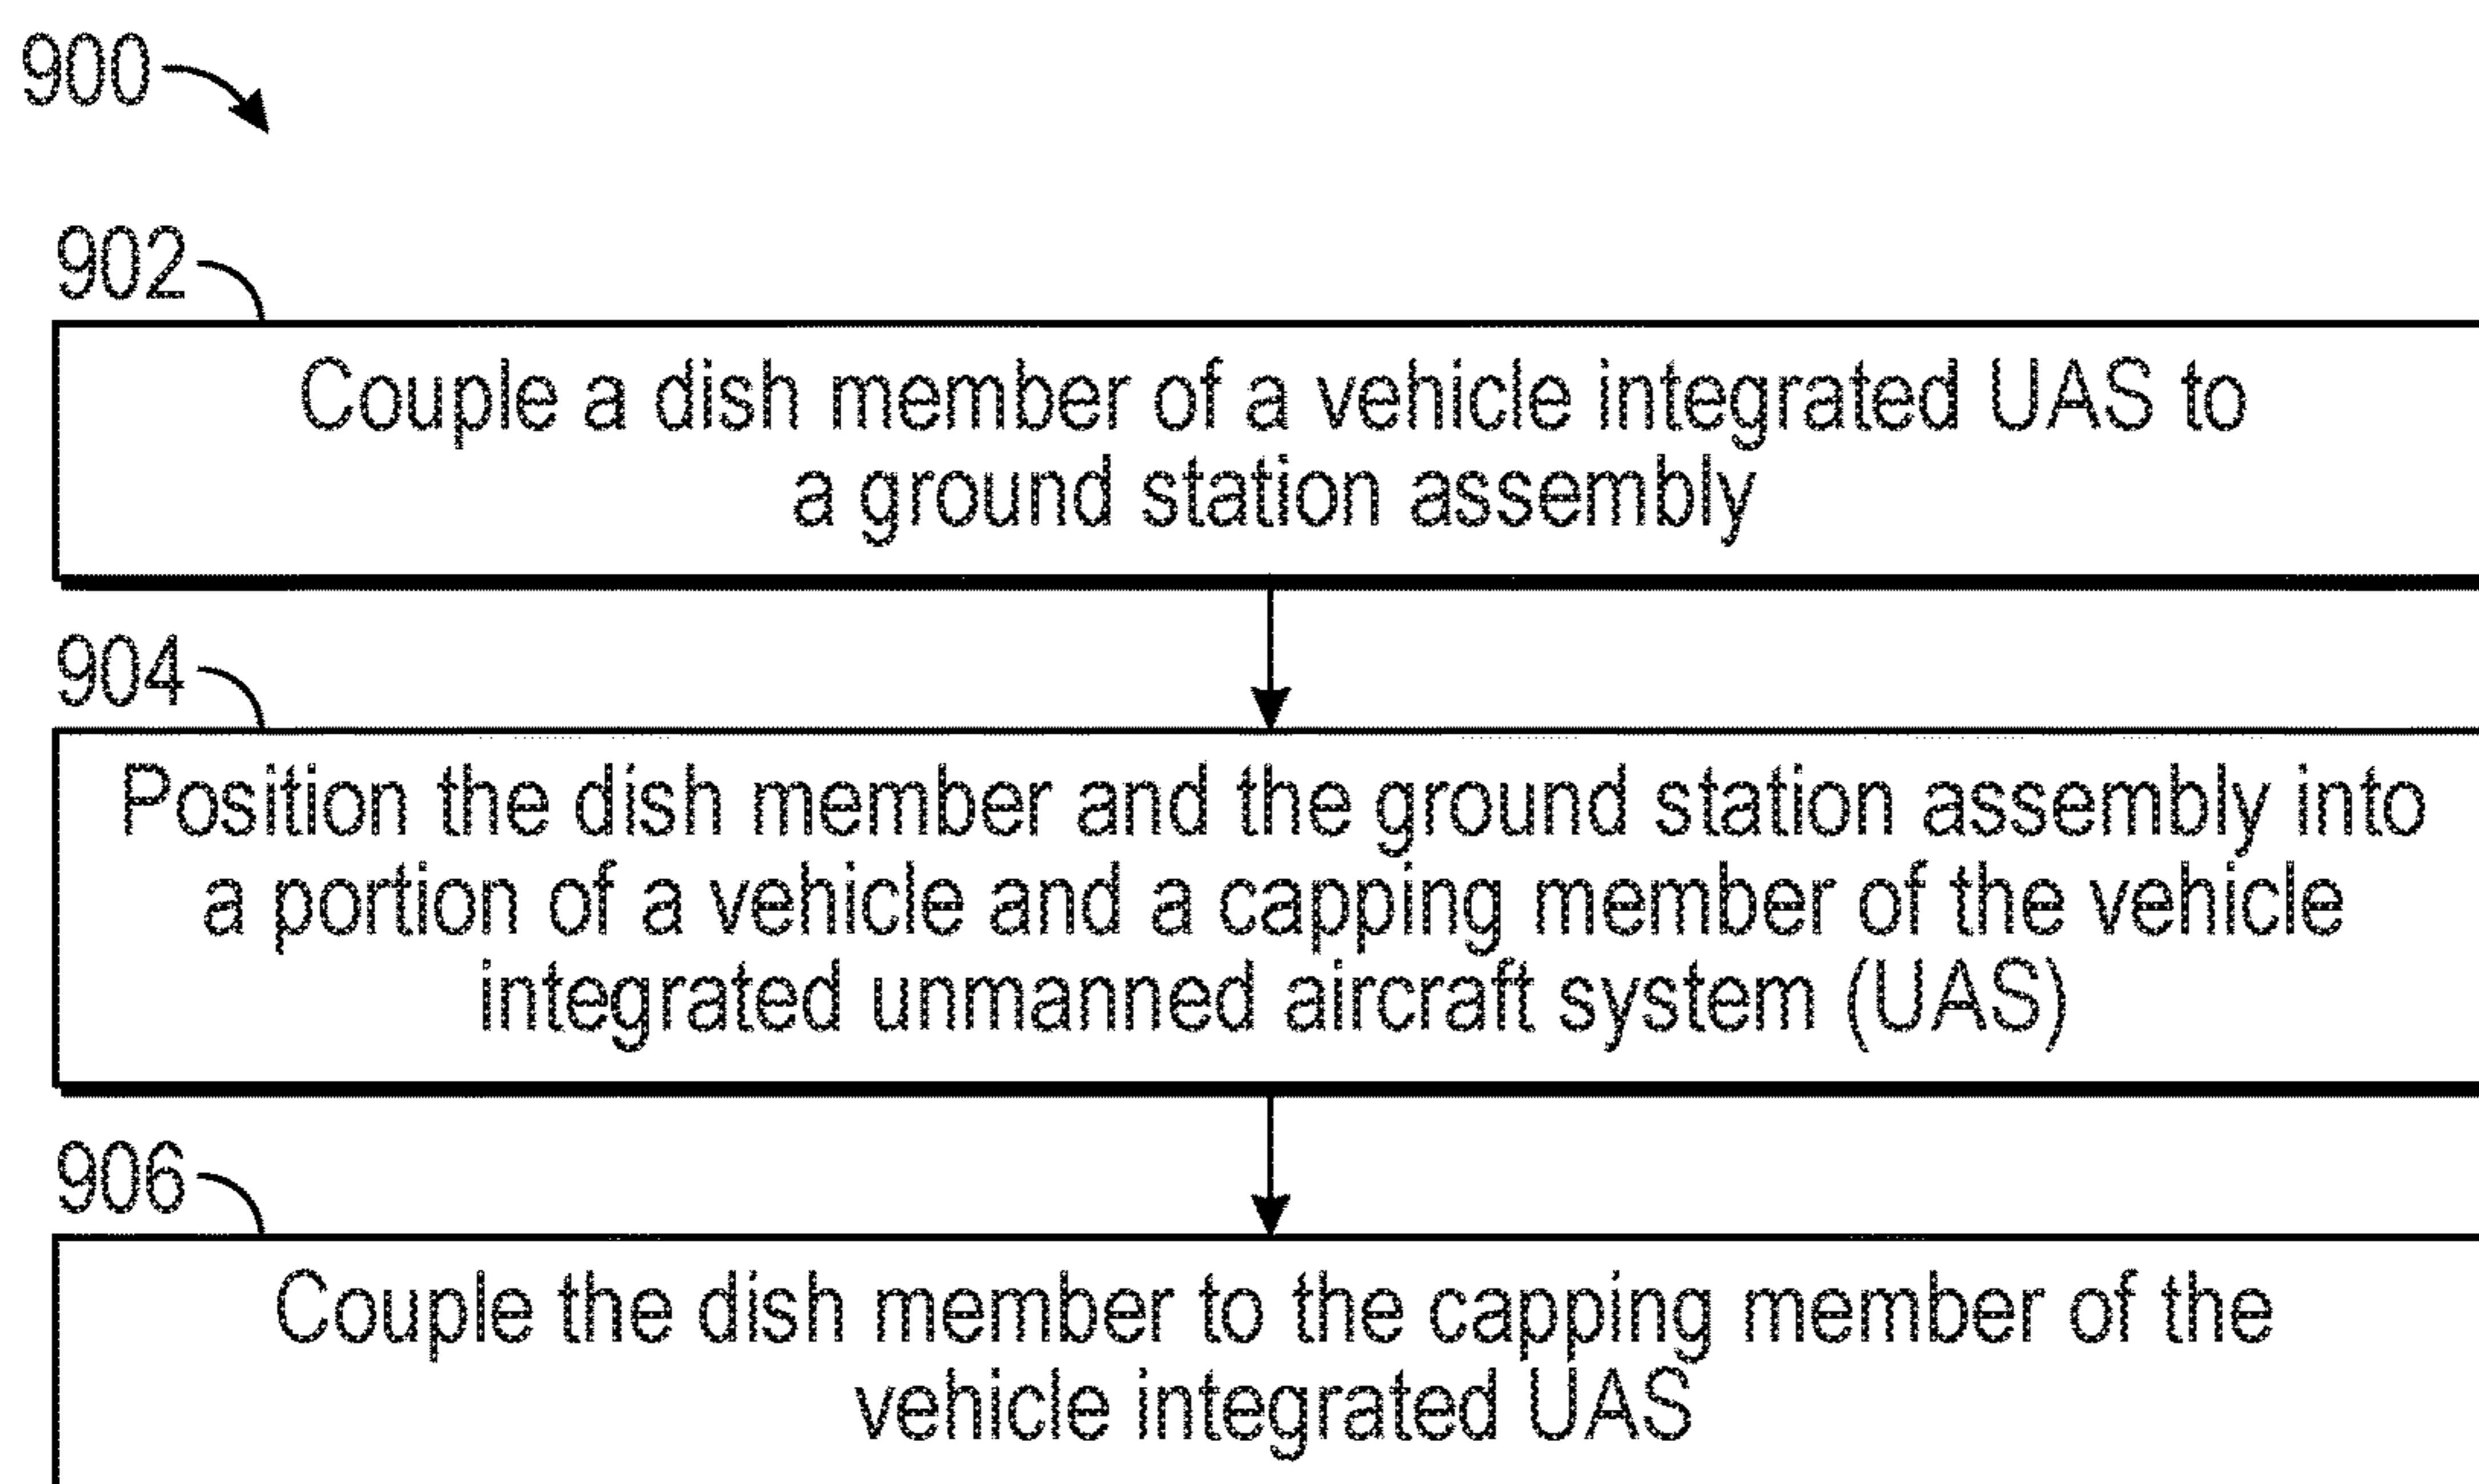 900
902
Couple a dish member of a vehicle integrated UAS to
a ground station assembly
904
Position the dish member and the ground station assembly into
a portion of a vehicle and a capping member of the vehicle
integrated unmanned aircraft system (UAS)
906
Couple the dish member to the capping member of the
vehicle integrated UAS